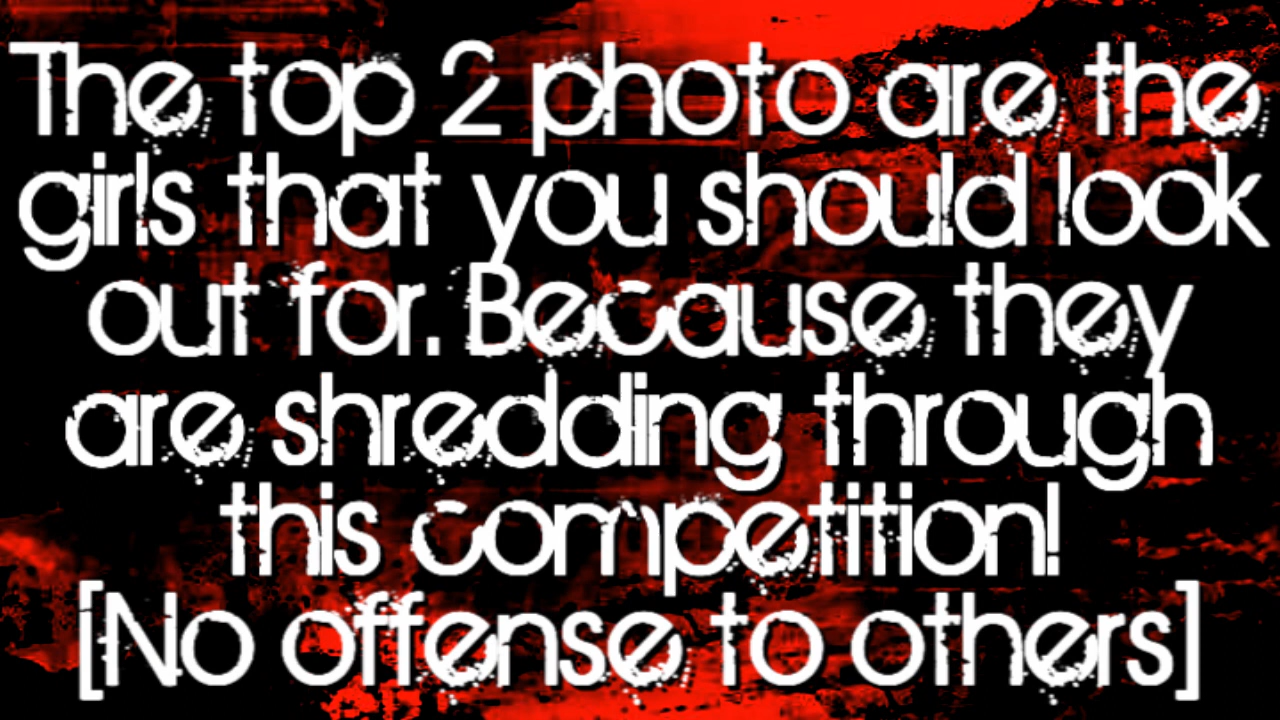 The top 2 photo are the
girls that you should look
out for. Because they
are shredding through
this competition!
[No offense to others]